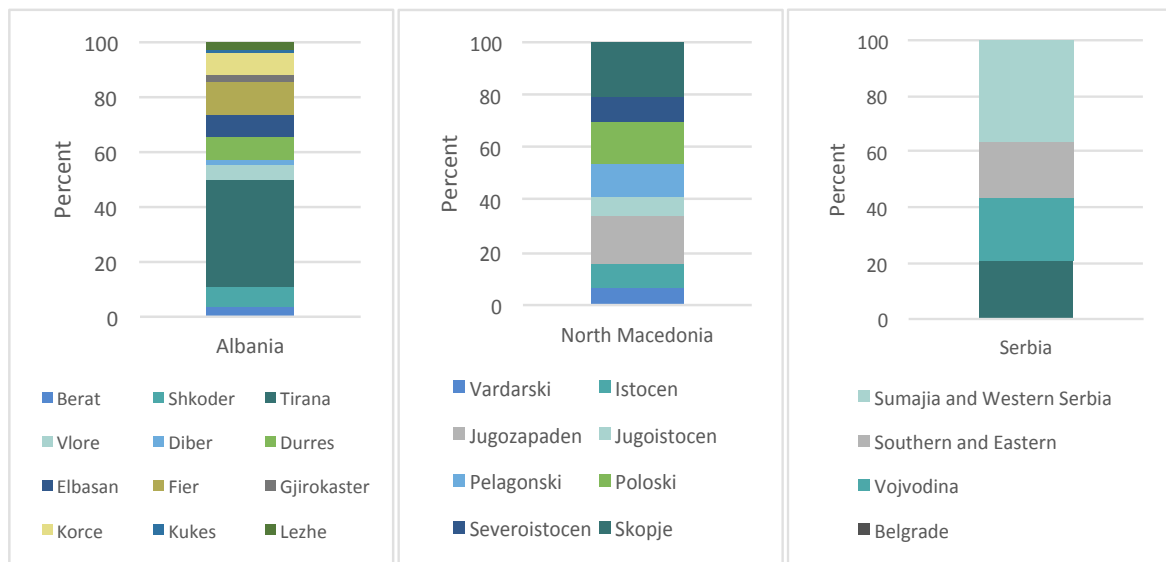 100
80
60
40
20
0
Percent
Albania
Berat Shkoder Tirana
Vlore Diber Durres
Elbasan Fier Gjirokaster
Korce Kukes Lezhe
100
80
60
40
20
0
Percent
North Macedonia
Vardarski Istocen
Jugozapaden Jugoistocen
Pelagonski Poloski
Severoistocen Skopje
100
80
60
40
20
0
Percent
Serbia
Sumajia and Western Serbia
Southern and Eastern
Vojvodina
Belgrade